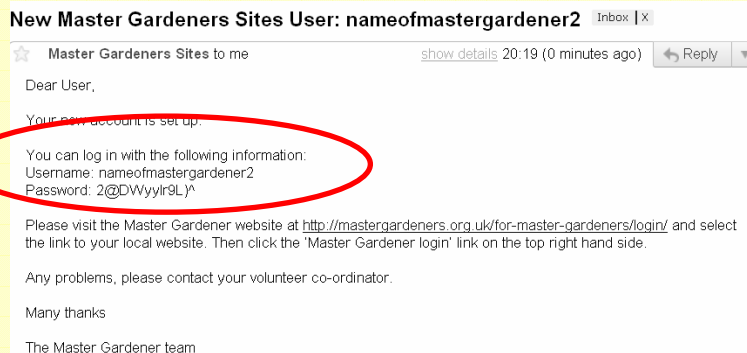 New Master Gardeners Sites User: nameofmastergardener2 Inbox X
Master Gardeners Sites to me show details 20:19 (0 minutes ago) Reply
Dear User,
Your new account is set up.
You can log in with the following information:
Username: nameofmastergardener2
Password: 2@DWyylr9L)^
Please visit the Master Gardener website at http://mastergardeners.org.uk/for-master-gardeners/login/ and select
the link to your local website. Then click the 'Master Gardener login' link on the top right hand side.
Any problems, please contact your volunteer co-ordinator.
Many thanks
The Master Gardener team